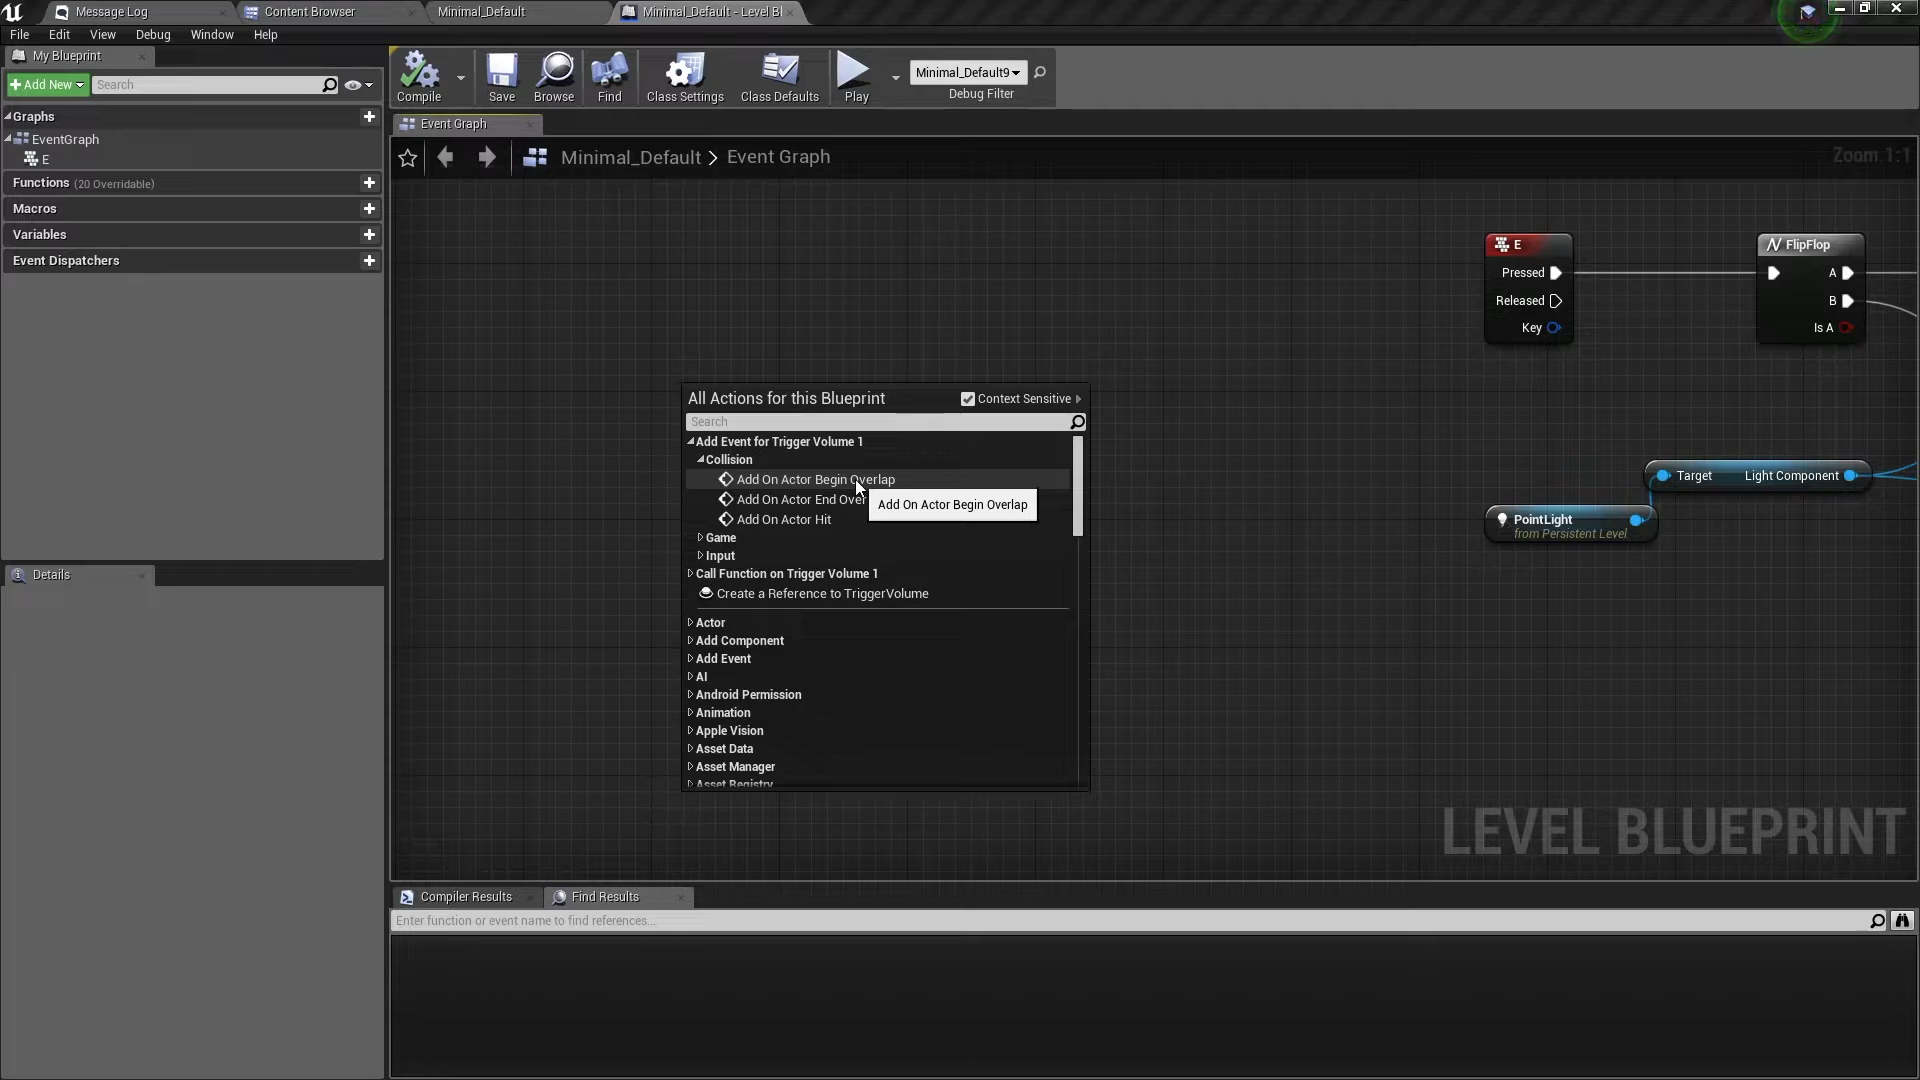 Message Log
Content Browser
Minimal_Default
Minimal_Default - Level Bl
File Edit View Debug Window Help
My Blueprint
Add New
Search
Compile
Save
Browse
Find
Class Settings
Class Defaults
Play
Minimal_Default9
Debug Filter
Graphs
EventGraph
E
Functions (20 Overridable)
Macros
Variables
Event Dispatchers
Details
Event Graph
Minimal_Default > Event Graph
Zoom 1:1
E
Pressed
Released
Key
FlipFlop
A
B
Is A
Target Light Component
PointLight
from Persistent Level
All Actions for this Blueprint
Context Sensitive
Search
Add Event for Trigger Volume 1
Collision
Add On Actor Begin Overlap
Add On Actor End Over
Add On Actor Begin Overlap
Add On Actor Hit
Game
Input
Call Function on Trigger Volume 1
Create a Reference to TriggerVolume
Actor
Add Component
Add Event
AI
Android Permission
Animation
Apple Vision
Asset Data
Asset Manager
Asset Registry
LEVEL BLUEPRINT
Compiler Results
Find Results
Enter function or event name to find references...